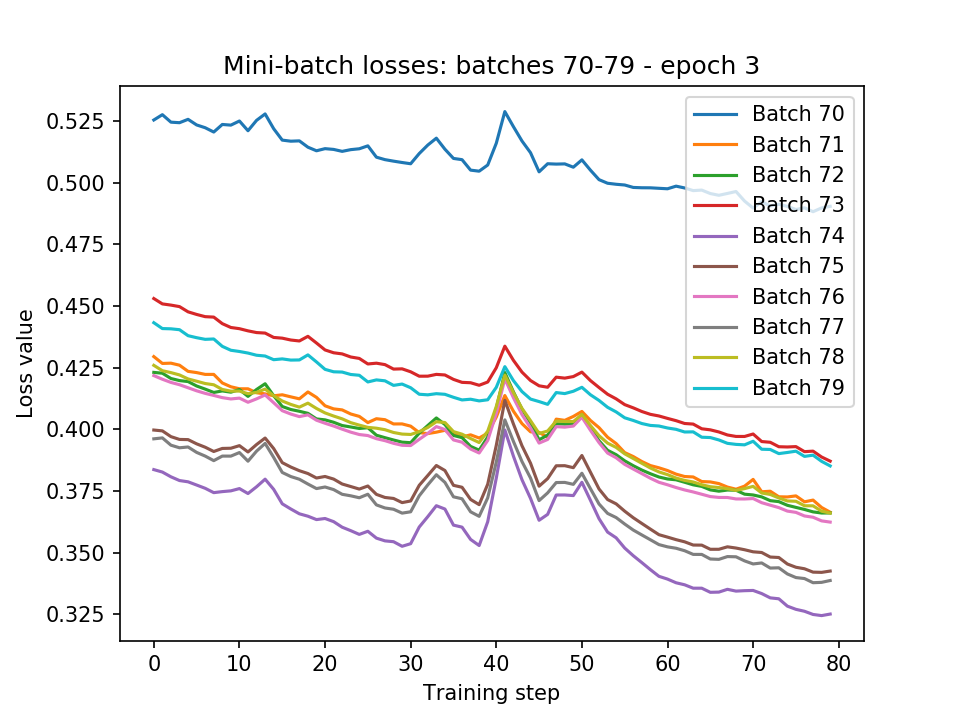 Mini-batch losses: batches 70-79 - epoch 3
Loss value
0.525
0.500
0.475
0.450
0.425
0.400
0.375
0.350
0.325
Batch 70
Batch 71
Batch 72
Batch 73
Batch 74
Batch 75
Batch 76
Batch 77
Batch 78
Batch 79
0 10 20 30 40 50 60 70 80
Training step